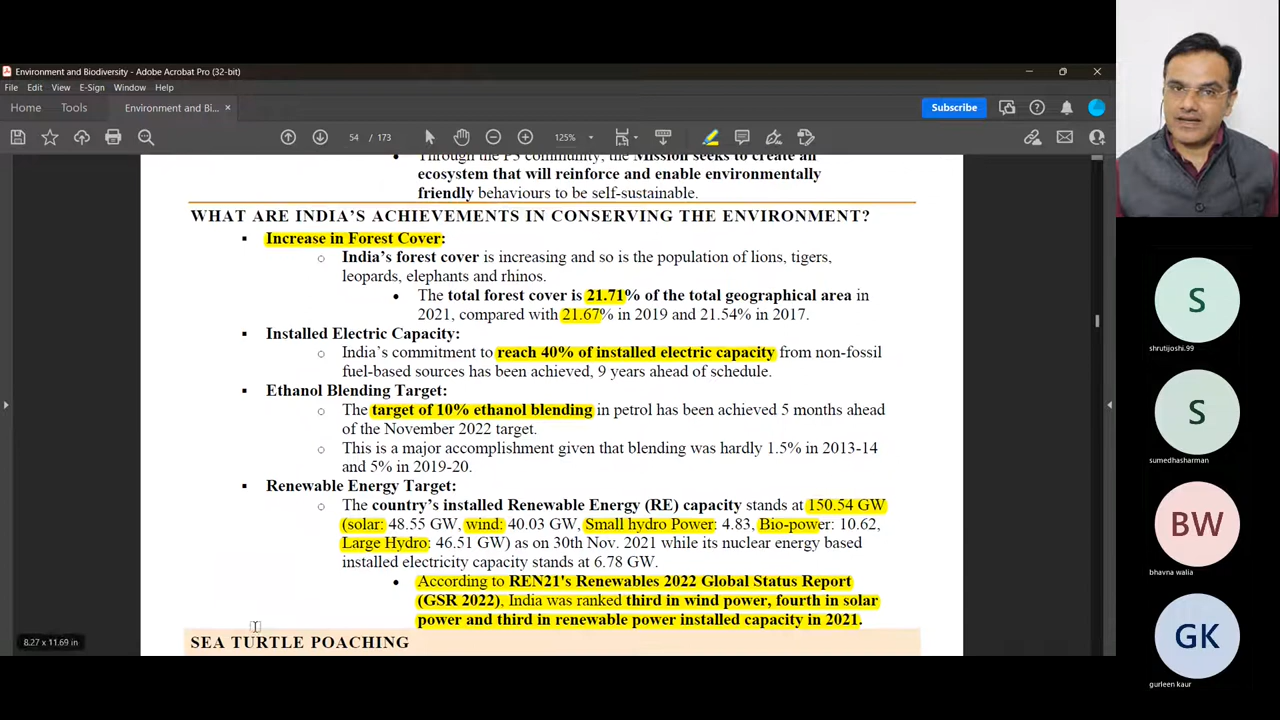 Environment and Biodiversity - Adobe Acrobat Pro (32-bit)
File Edit View E-Sign Window Help
Home Tools Environment and Bi... × Subscribe
54 / 173 125%
Through the P3 community, the Mission seeks to create an
ecosystem that will reinforce and enable environmentally
friendly behaviours to be self-sustainable.
WHAT ARE INDIA'S ACHIEVEMENTS IN CONSERVING THE ENVIRONMENT?
Increase in Forest Cover:
India's forest cover is increasing and so is the population of lions, tigers,
leopards, elephants and rhinos.
The total forest cover is 21.71% of the total geographical area in
2021, compared with 21.67% in 2019 and 21.54% in 2017.
Installed Electric Capacity:
India's commitment to reach 40% of installed electric capacity from non-fossil
fuel-based sources has been achieved, 9 years ahead of schedule.
Ethanol Blending Target:
The target of 10% ethanol blending in petrol has been achieved 5 months ahead
of the November 2022 target.
This is a major accomplishment given that blending was hardly 1.5% in 2013-14
and 5% in 2019-20.
Renewable Energy Target:
The country's installed Renewable Energy (RE) capacity stands at 150.54 GW
(solar: 48.55 GW, wind: 40.03 GW, Small hydro Power: 4.83, Bio-power: 10.62,
Large Hydro: 46.51 GW) as on 30th Nov. 2021 while its nuclear energy based
installed electricity capacity stands at 6.78 GW.
According to REN21's Renewables 2022 Global Status Report
(GSR 2022), India was ranked third in wind power, fourth in solar
power and third in renewable power installed capacity in 2021.
SEA TURTLE POACHING
8.27 x 11.69 in
S
shrutijoshi.99
S
sumedhasharman
BW
bhavna walia
GK
gurleen kaur